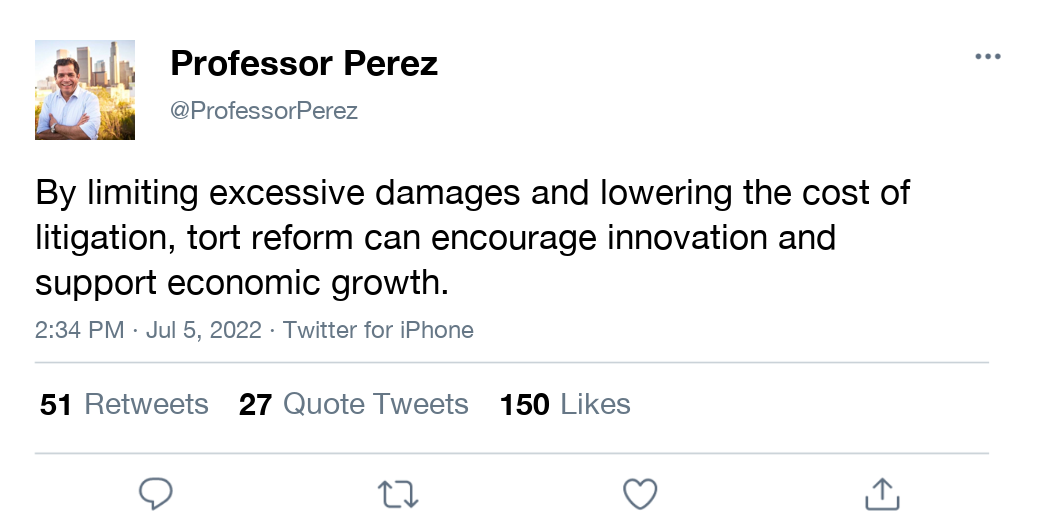 Professor Perez
@ProfessorPerez
By limiting excessive damages and lowering the cost of
litigation, tort reform can encourage innovation and
support economic growth.
2:34 PM · Jul 5, 2022 · Twitter for iPhone
51 Retweets 27 Quote Tweets 150 Likes